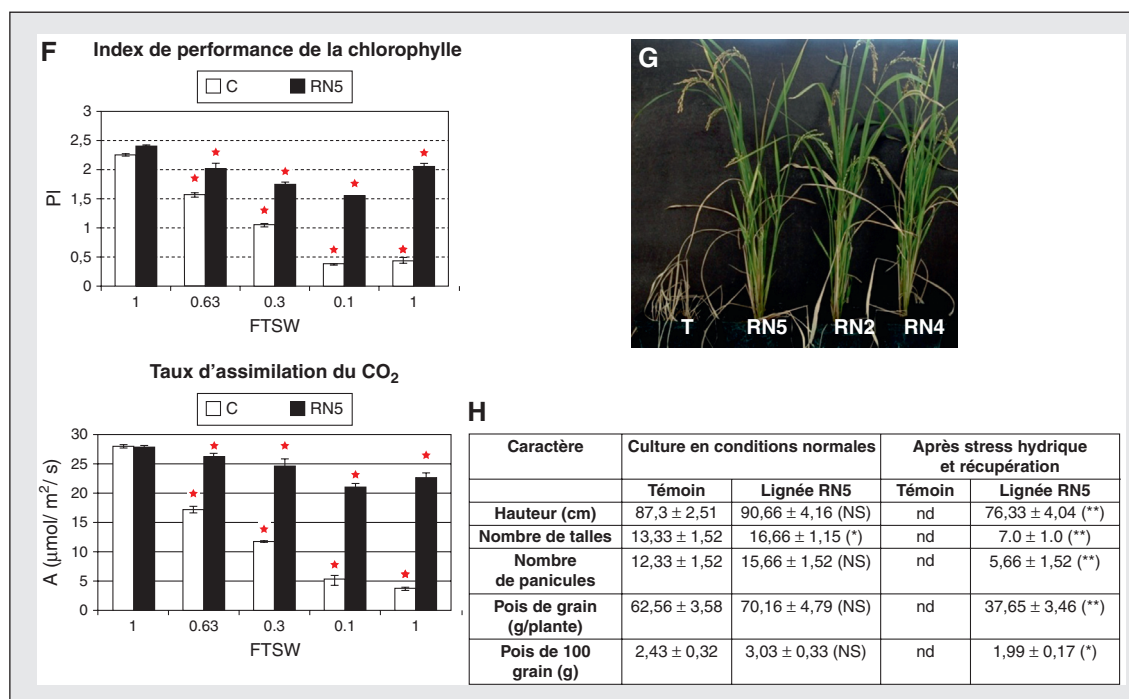 F
Index de performance de la chlorophylle
C RN5
3
2,5
2
1,5
1
0,5
0
PI
1 0.63 0.3 0.1 1
FTSW
G
T RN5 RN2 RN4
Taux d'assimilation du CO₂
C RN5
30
25
20
15
10
5
0
A (μmol/ m²/ s)
1 0.63 0.3 0.1 1
FTSW
H
Caractère Culture en conditions normales Après stress hydrique
et récupération
Témoin Lignée RN5 Témoin Lignée RN5
Hauteur (cm) 87,3 ± 2,51 90,66 ± 4,16 (NS) nd 76,33 ± 4,04 (**)
Nombre de talles 13,33 ± 1,52 16,66 ± 1,15 (*) nd 7.0 ± 1.0 (**)
Nombre
de panicules 12,33 ± 1,52 15,66 ± 1,52 (NS) nd 5,66 ± 1,52 (**)
Pois de grain
(g/plante) 62,56 ± 3,58 70,16 ± 4,79 (NS) nd 37,65 ± 3,46 (**)
Pois de 100
grain (g) 2,43 ± 0,32 3,03 ± 0,33 (NS) nd 1,99 ± 0,17 (*)